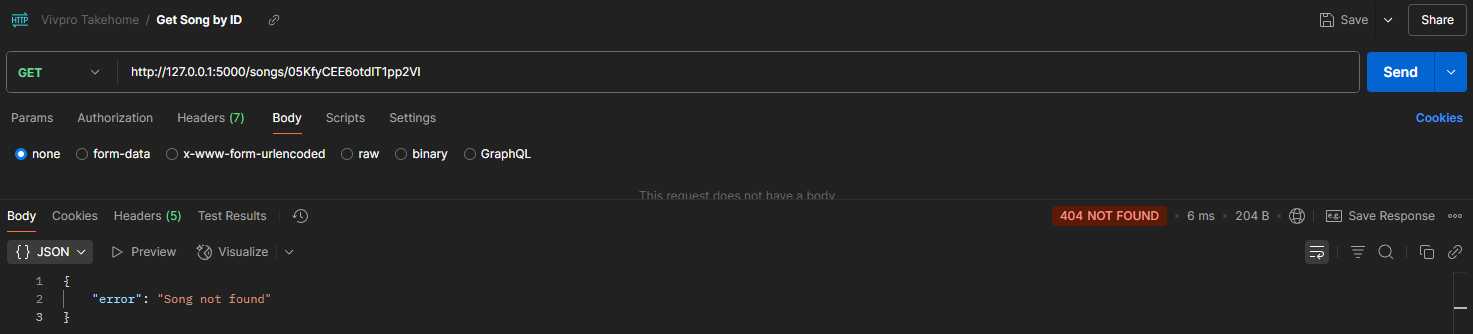 HTTP Vivpro Takehome / Get Song by ID Save Share
GET http://127.0.0.1:5000/songs/05KfyCEE6otdlT1pp2VI Send
Params Authorization Headers (7) Body Scripts Settings Cookies
none form-data x-www-form-urlencoded raw binary GraphQL
This request does not have a body
Body Cookies Headers (5) Test Results 404 NOT FOUND • 6 ms • 204 B • e.g. Save Response
{} JSON Preview Visualize
1 {
2 "error": "Song not found"
3 }